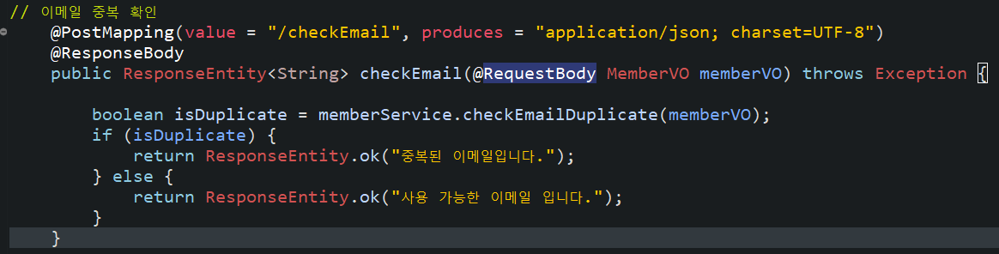 // 이메일 중복 확인
@PostMapping(value = "/checkEmail", produces = "application/json; charset=UTF-8")
@ResponseBody
public ResponseEntity<String> checkEmail(@RequestBody MemberVO memberVO) throws Exception {
boolean isDuplicate = memberService.checkEmailDuplicate(memberVO);
if (isDuplicate) {
return ResponseEntity.ok("중복된 이메일입니다.");
} else {
return ResponseEntity.ok("사용 가능한 이메일 입니다.");
}
}